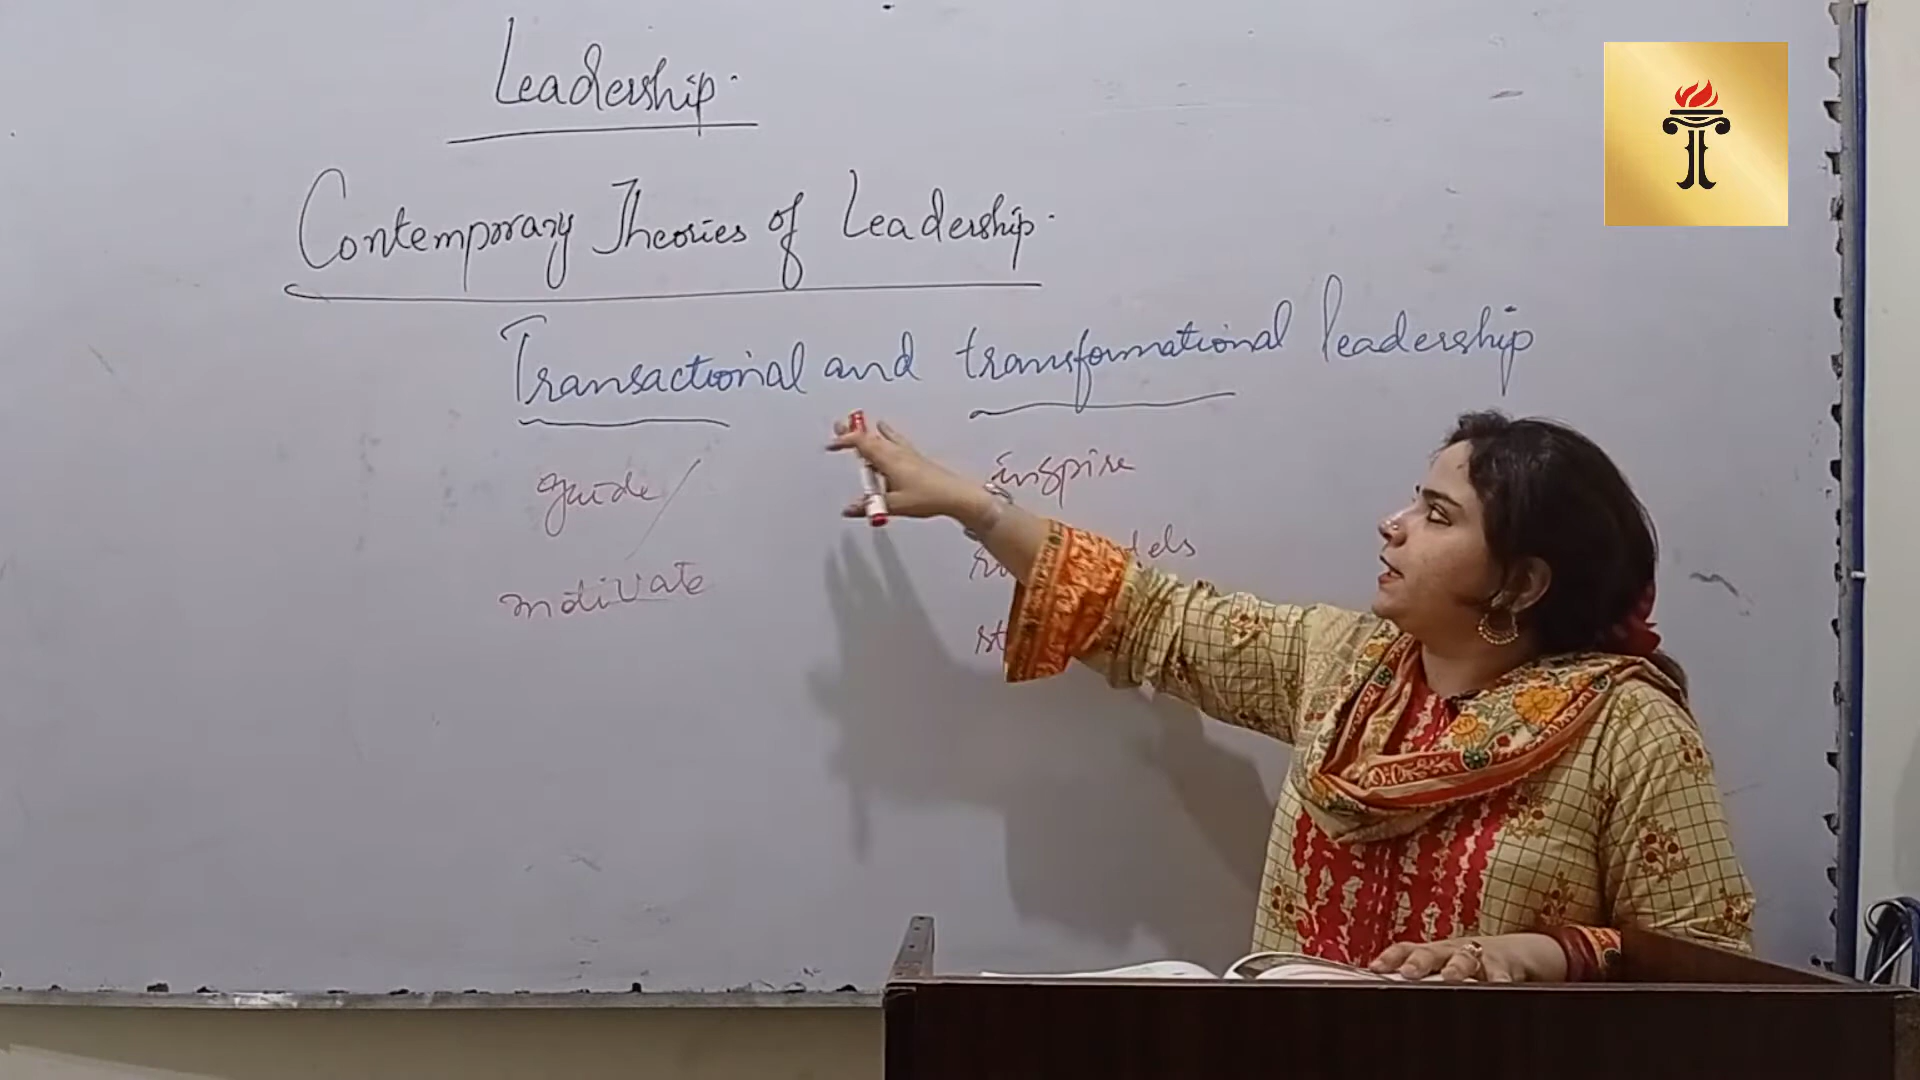 Leadership.
Contemporary Theories of Leadership.
Transactional and transformational leadership
guide/
inspire
motivate